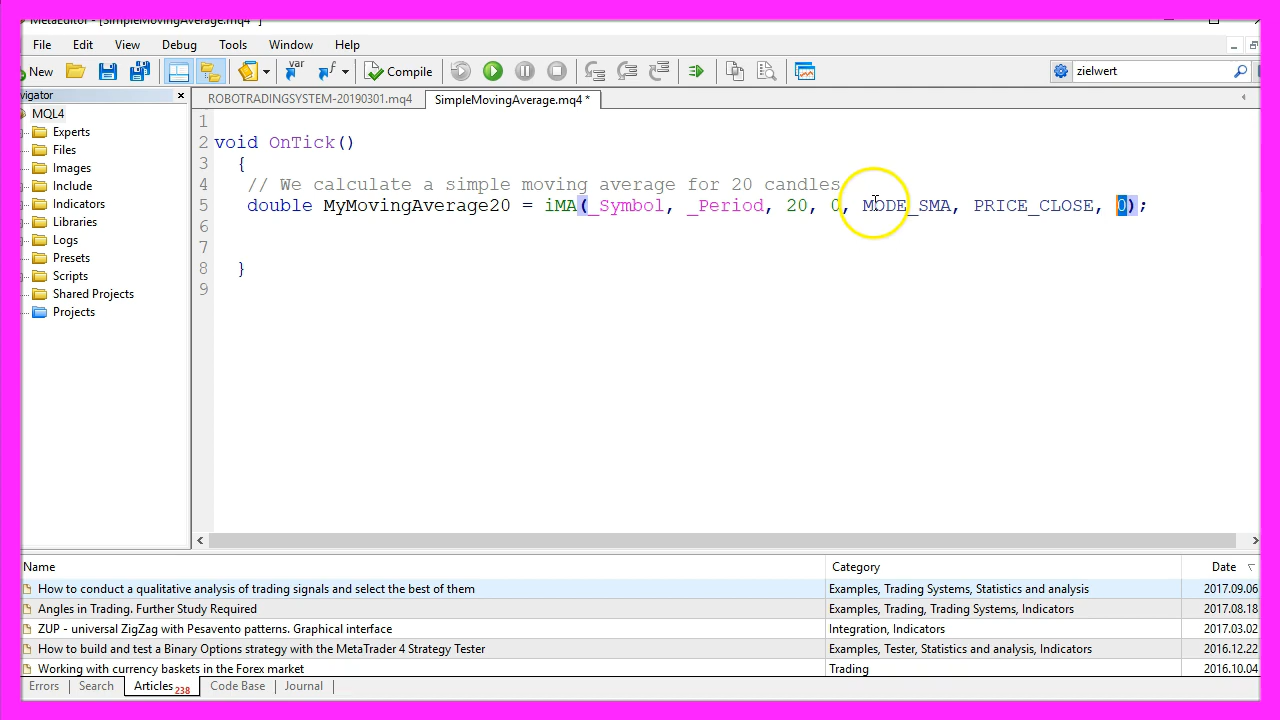 MetaEditor - [SimpleMovingAverage.mq4 *]
File Edit View Debug Tools Window Help
New var Compile zielwert
Navigator
ROBOTRADINGSYSTEM-20190301.mq4 SimpleMovingAverage.mq4 *
MQL4
Experts
Files
Images
Include
Indicators
Libraries
Logs
Presets
Scripts
Shared Projects
Projects
1
2 void OnTick()
3 {
4 // We calculate a simple moving average for 20 candles
5 double MyMovingAverage20 = iMA(_Symbol, _Period, 20, 0, MODE_SMA, PRICE_CLOSE, 0);
6
7
8 }
9
Name Category Date
How to conduct a qualitative analysis of trading signals and select the best of them Examples, Trading Systems, Statistics and analysis 2017.09.06
Angles in Trading. Further Study Required Examples, Trading, Trading Systems, Indicators 2017.08.18
ZUP - universal ZigZag with Pesavento patterns. Graphical interface Integration, Indicators 2017.03.02
How to build and test a Binary Options strategy with the MetaTrader 4 Strategy Tester Examples, Tester, Statistics and analysis, Indicators 2016.12.22
Working with currency baskets in the Forex market Trading 2016.10.04
Errors Search Articles 238 Code Base Journal